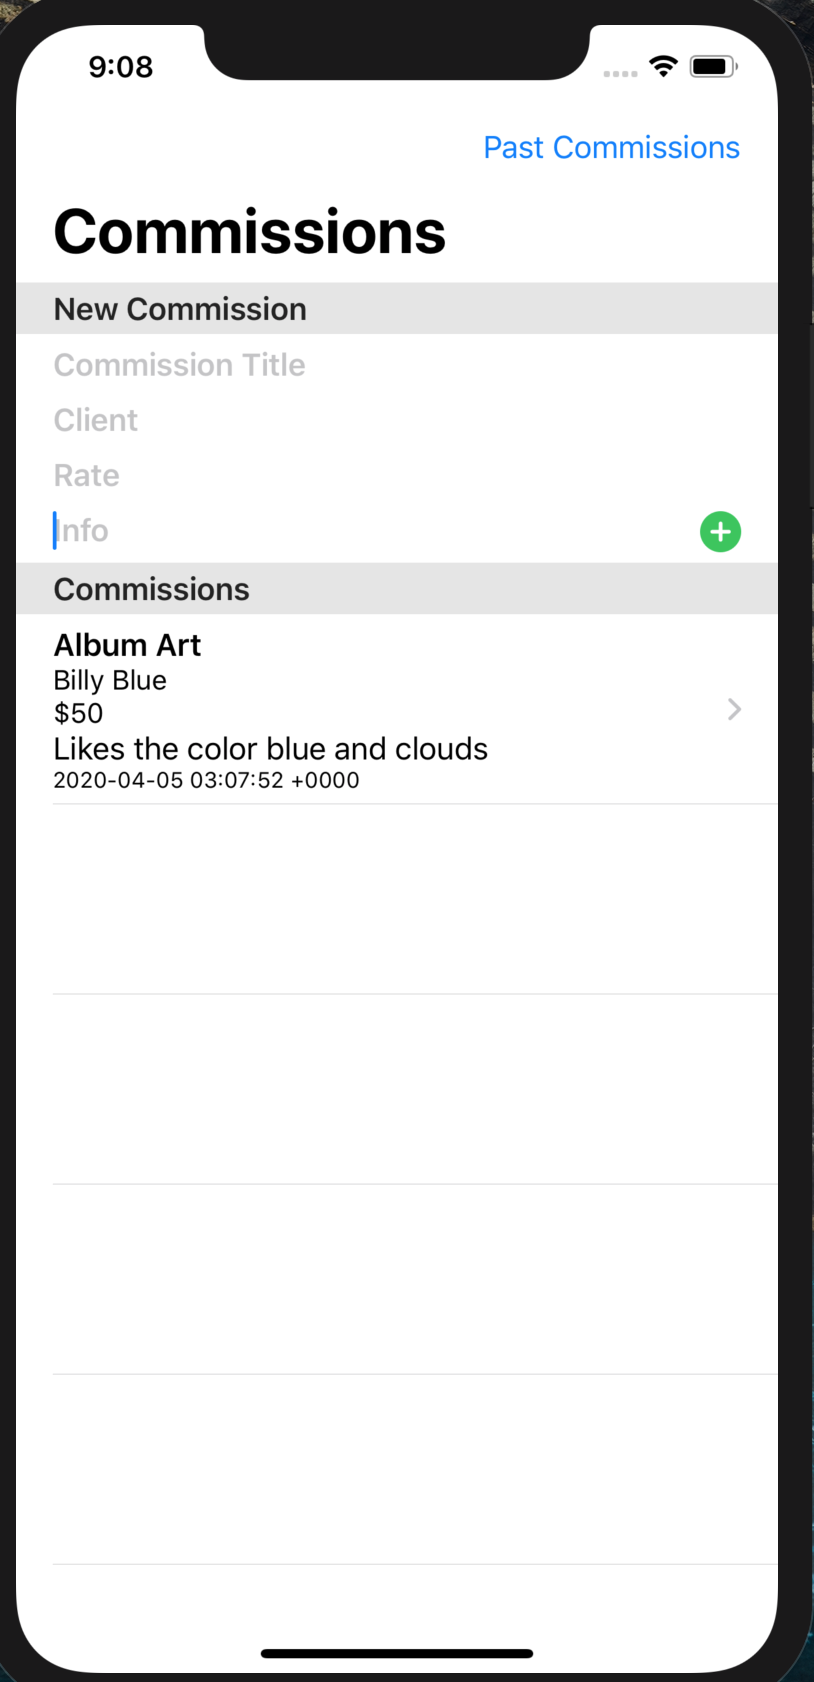 9:08
Past Commissions
Commissions
New Commission
Commission Title
Client
Rate
Info
Commissions
Album Art
Billy Blue
$50
Likes the color blue and clouds
2020-04-05 03:07:52 +0000